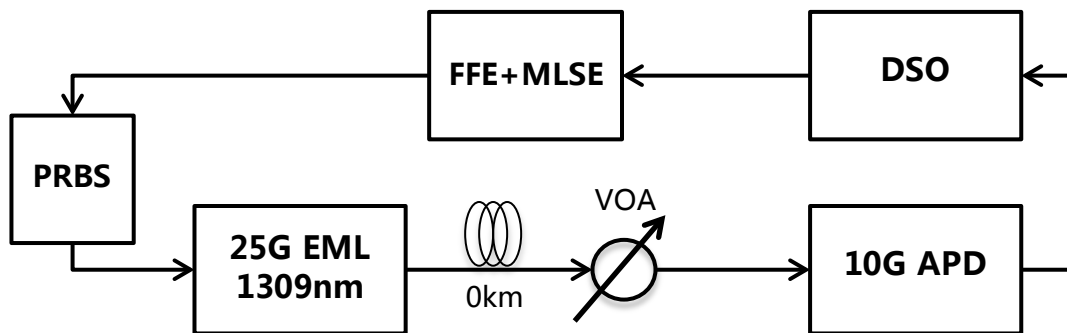 FFE+MLSE
DSO
PRBS
25G EML
1309nm
0km
VOA
10G APD